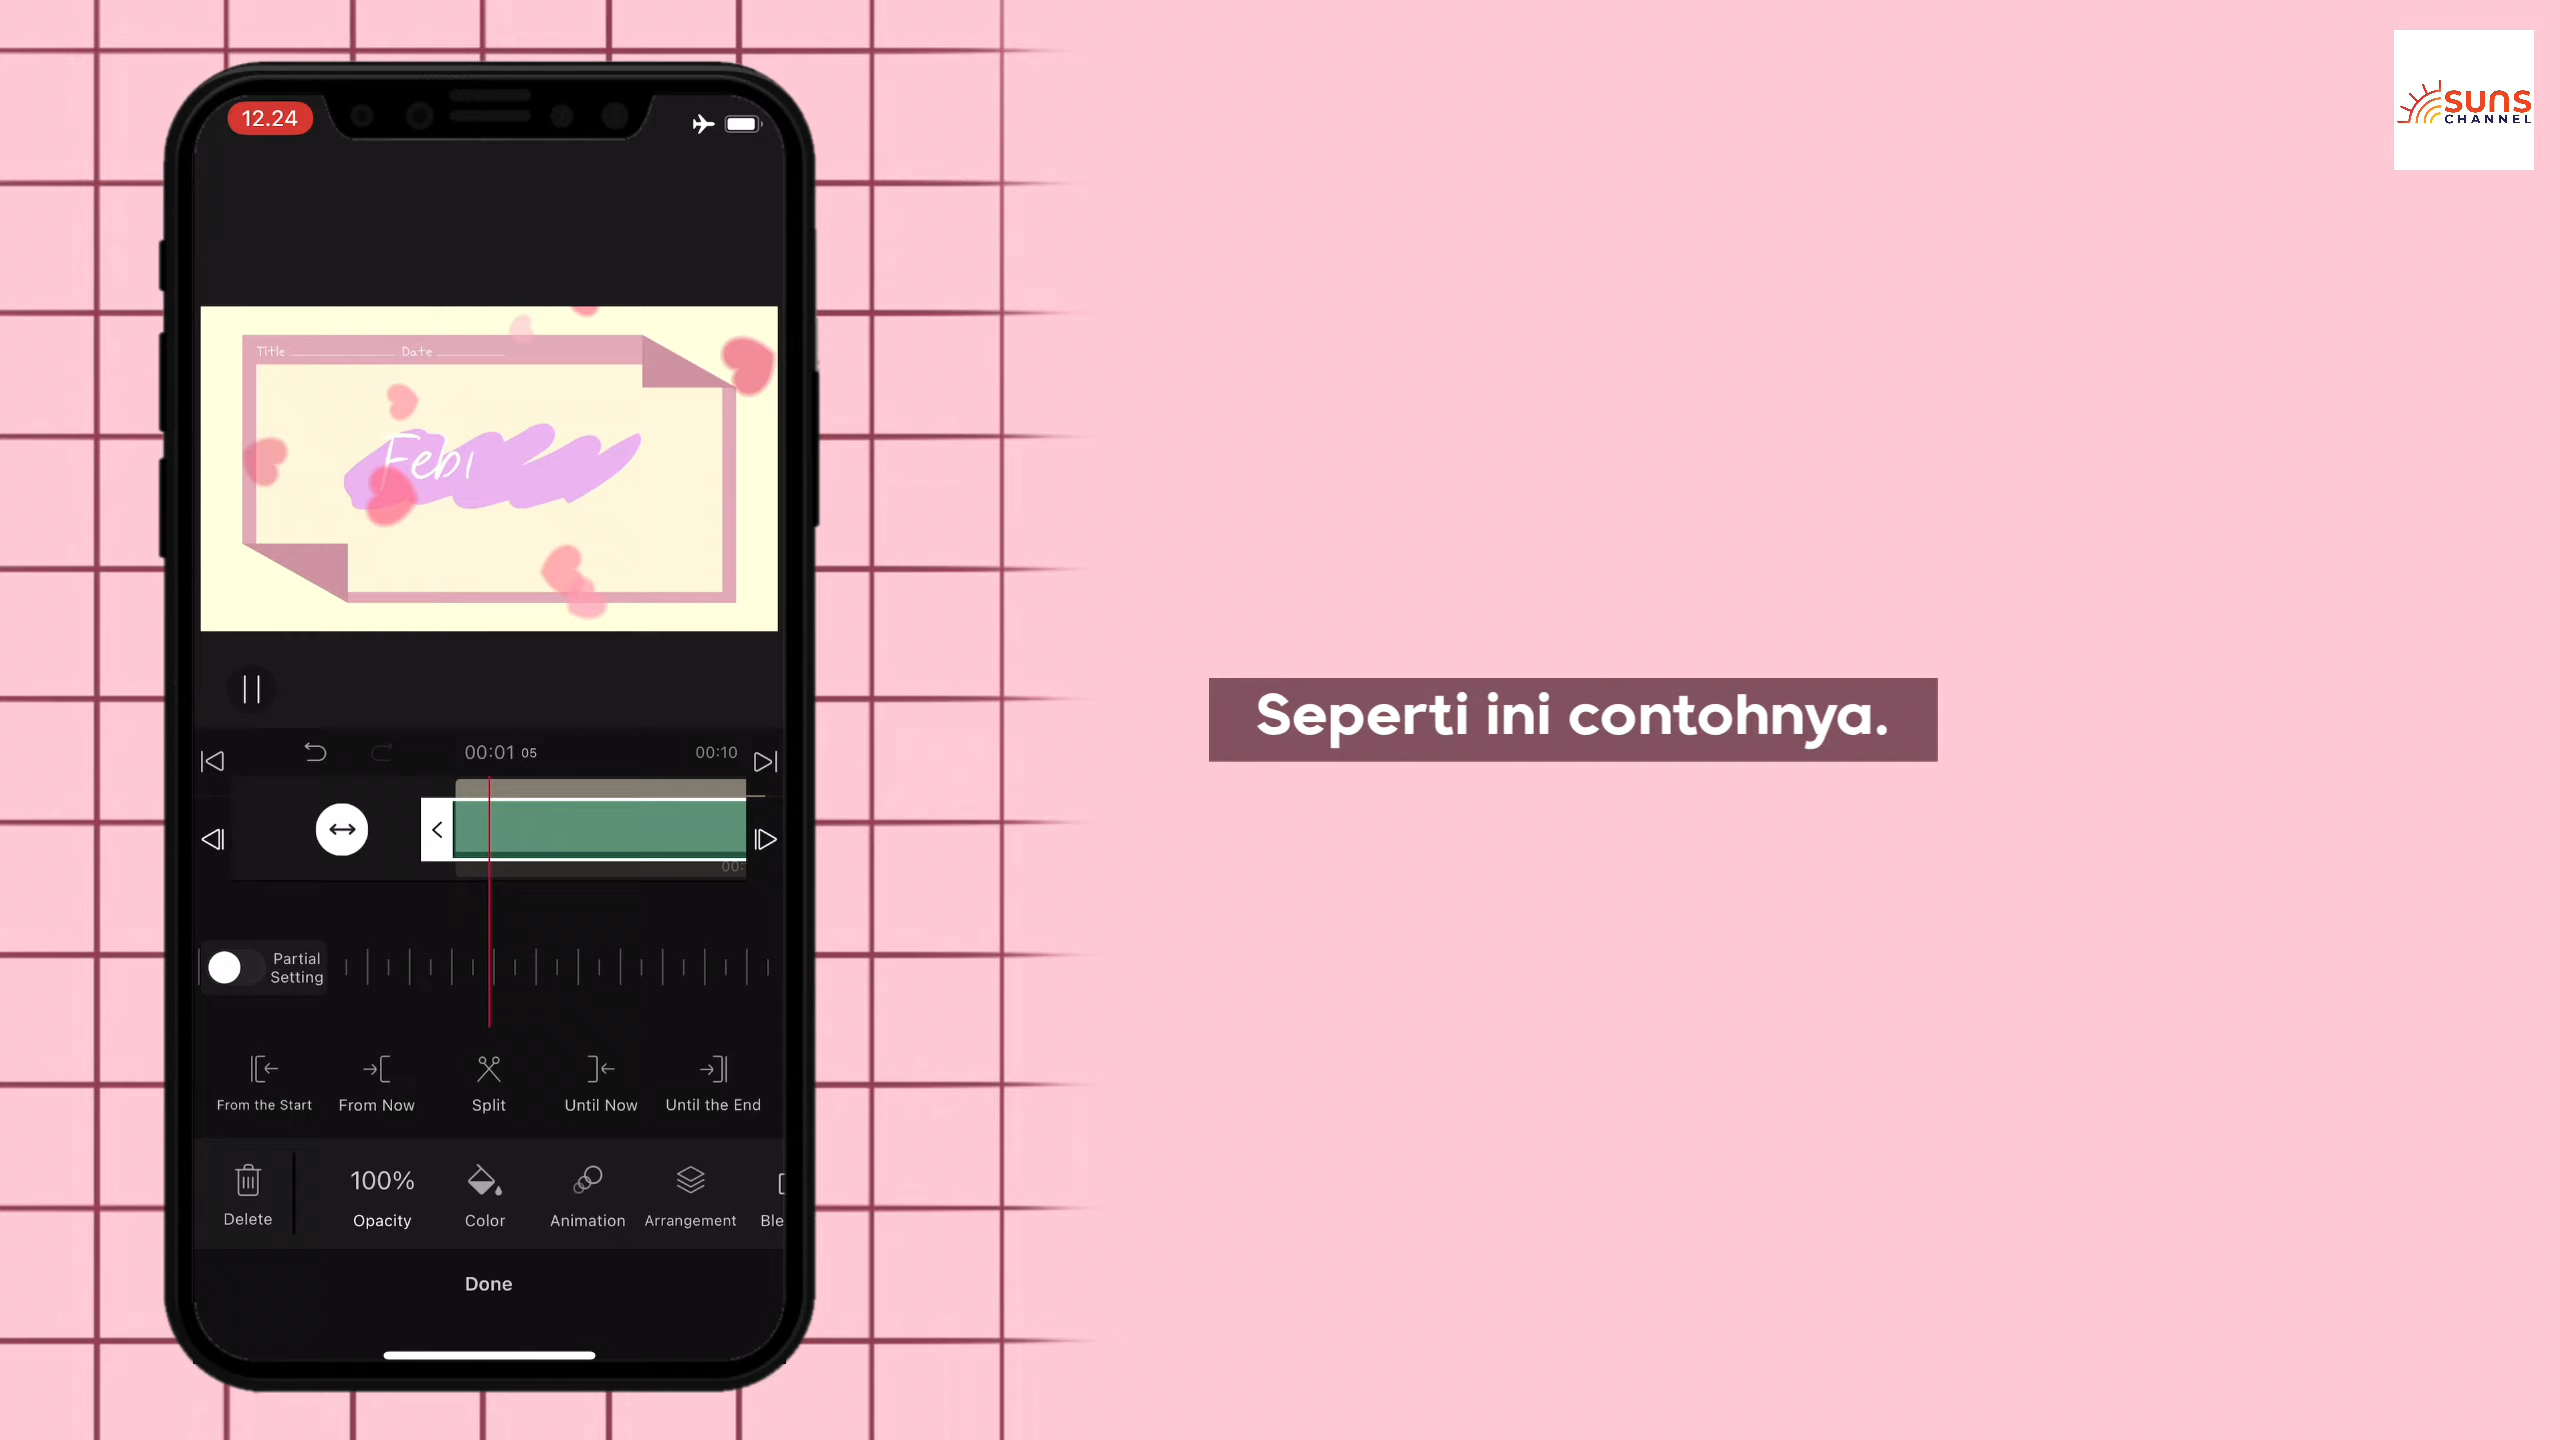 suns
CHANNEL
12.24
Title Date
Febi
00:01 05
00:10
00:
Partial
Setting
From the Start From Now Split Until Now Until the End
100%
Delete Opacity Color Animation Arrangement Ble
Done
Seperti ini contohnya.